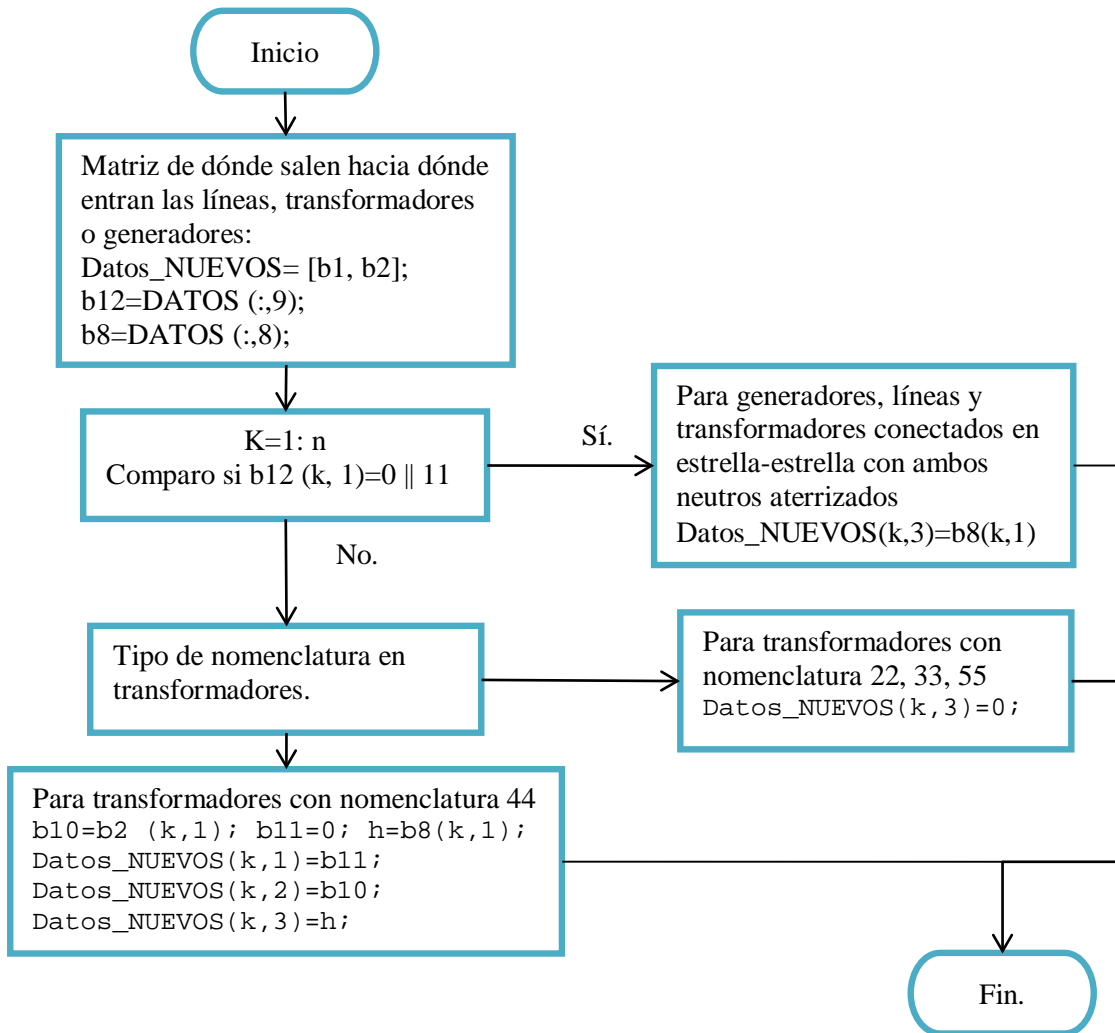 Inicio
Matriz de dónde salen hacia dónde
entran las líneas, transformadores
o generadores:
Datos_NUEVOS= [b1, b2];
b12=DATOS (:,9);
b8=DATOS (:,8);
K=1: n
Comparo si b12 (k, 1)=0 || 11
Sí.
Para generadores, líneas y
transformadores conectados en
estrella-estrella con ambos
neutros aterrizados
Datos_NUEVOS(k,3)=b8(k,1)
No.
Tipo de nomenclatura en
transformadores.
Para transformadores con
nomenclatura 22, 33, 55
Datos_NUEVOS(k,3)=0;
Para transformadores con nomenclatura 44
b10=b2 (k,1); b11=0; h=b8(k,1);
Datos_NUEVOS(k,1)=b11;
Datos_NUEVOS(k,2)=b10;
Datos_NUEVOS(k,3)=h;
Fin.